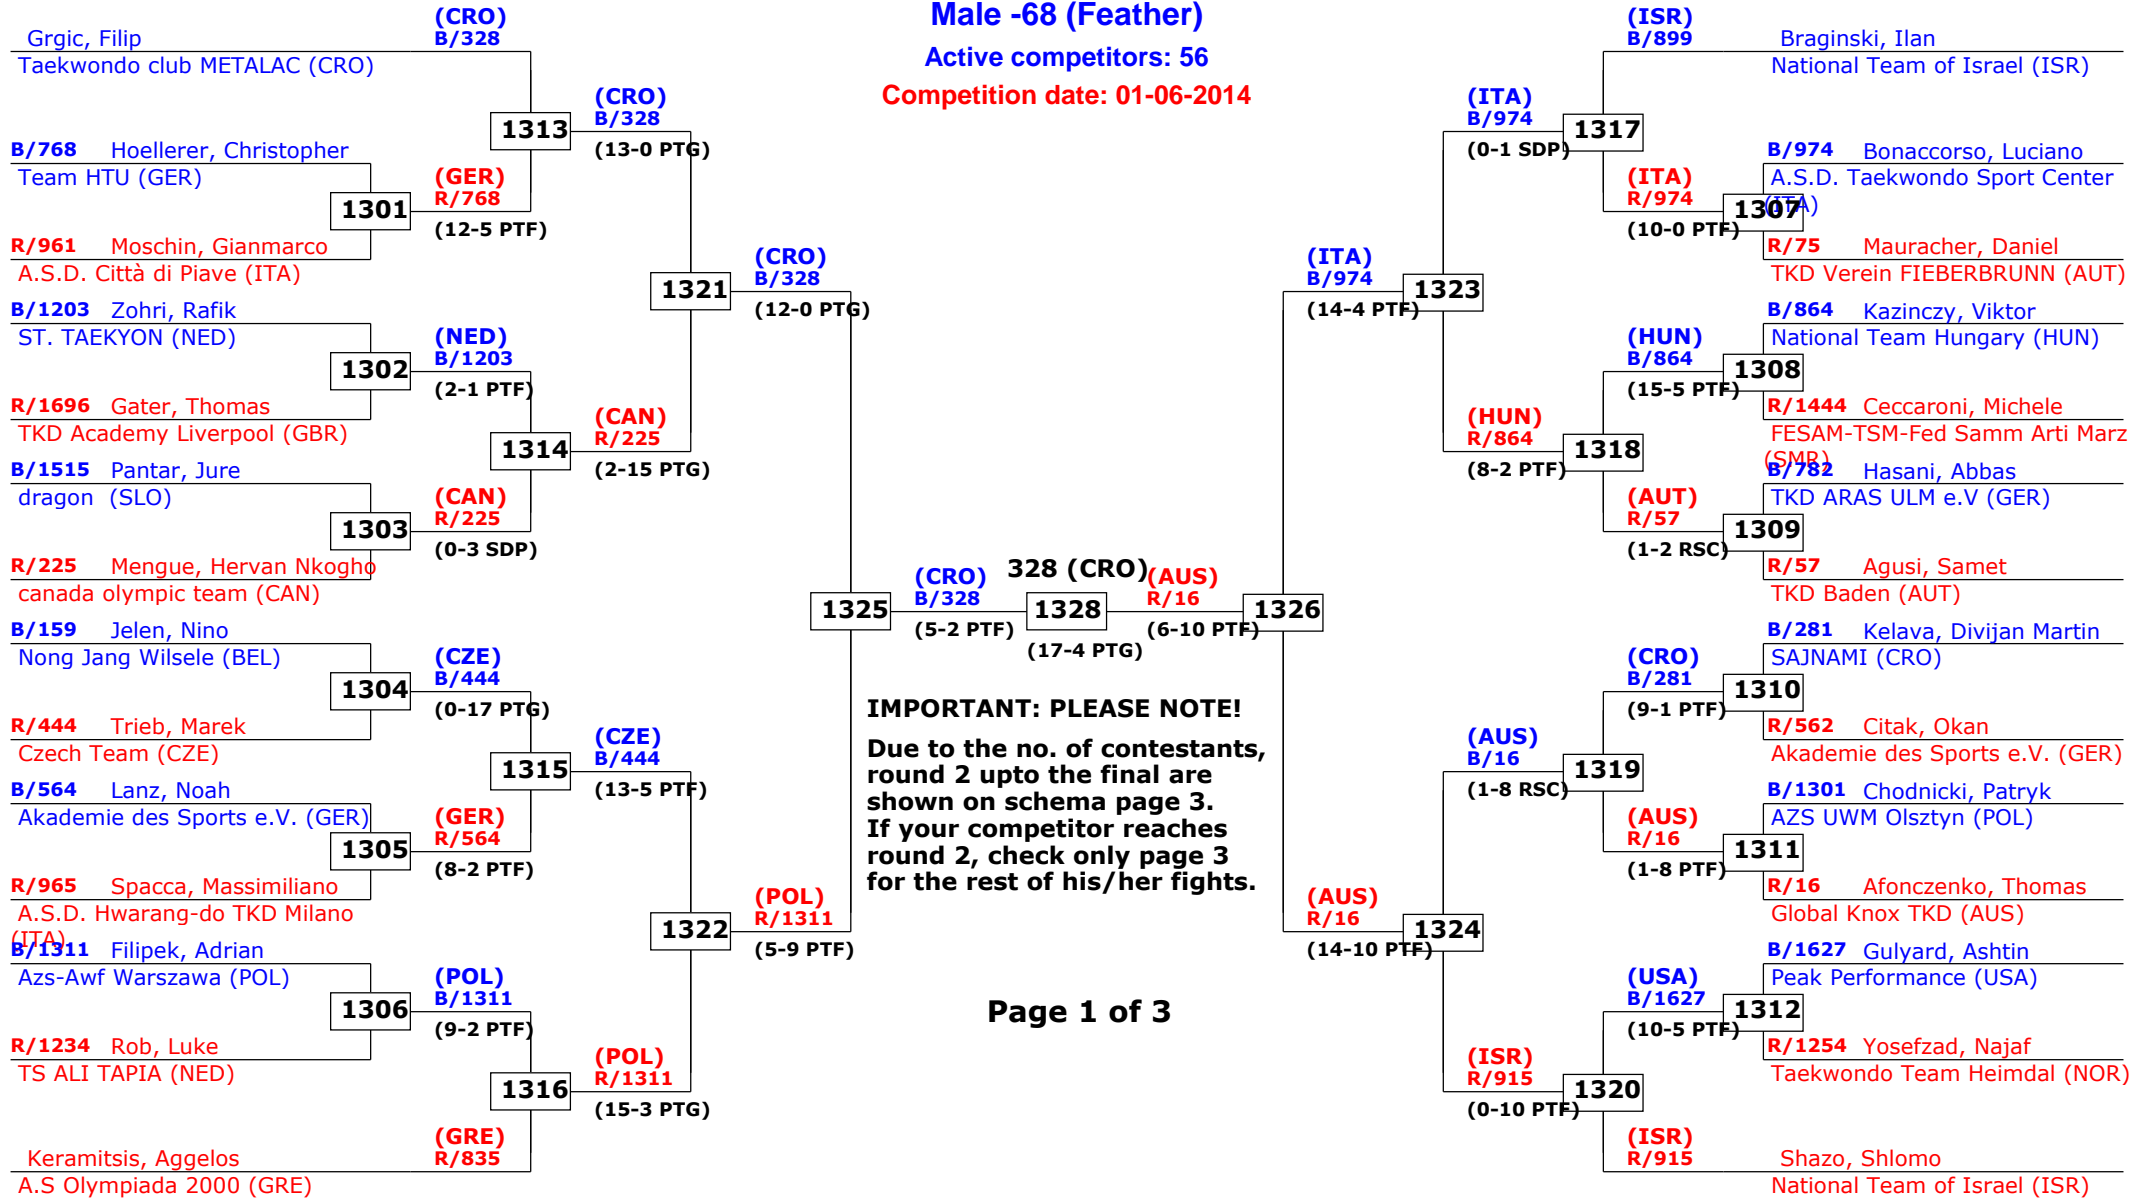 Male -68 (Feather)
Active competitors: 56
Competition date: 01-06-2014
Grgic, Filip
Taekwondo club METALAC (CRO)
(CRO)
B/328
1313
(CRO)
B/328
(13-0 PTG)
B/768 Hoellerer, Christopher
Team HTU (GER)
1301
(GER)
R/768
(12-5 PTF)
R/961 Moschin, Gianmarco
A.S.D. Città di Piave (ITA)
1321
(CRO)
B/328
(12-0 PTG)
B/1203 Zohri, Rafik
ST. TAEKYON (NED)
1302
(NED)
B/1203
(2-1 PTF)
R/1696 Gater, Thomas
TKD Academy Liverpool (GBR)
1314
(CAN)
R/225
(2-15 PTG)
B/1515 Pantar, Jure
dragon (SLO)
1303
(CAN)
R/225
(0-3 SDP)
R/225 Mengue, Hervan Nkogho
canada olympic team (CAN)
1325
(CRO)
B/328
(5-2 PTF)
B/159 Jelen, Nino
Nong Jang Wilsele (BEL)
1304
(CZE)
B/444
(0-17 PTG)
R/444 Trieb, Marek
Czech Team (CZE)
1315
(CZE)
B/444
(13-5 PTF)
B/564 Lanz, Noah
Akademie des Sports e.V. (GER)
1305
(GER)
R/564
(8-2 PTF)
R/965 Spacca, Massimiliano
A.S.D. Hwarang-do TKD Milano
(ITA)
1322
(POL)
R/1311
(5-9 PTF)
B/1311 Filipek, Adrian
Azs-Awf Warszawa (POL)
1306
(POL)
B/1311
(9-2 PTF)
R/1234 Rob, Luke
TS ALI TAPIA (NED)
1316
(POL)
R/1311
(15-3 PTG)
(GRE)
R/835
Keramitsis, Aggelos
A.S Olympiada 2000 (GRE)
328 (CRO)
1328
(17-4 PTG)
IMPORTANT: PLEASE NOTE!
Due to the no. of contestants,
round 2 upto the final are
shown on schema page 3.
If your competitor reaches
round 2, check only page 3
for the rest of his/her fights.
Page 1 of 3
(ISR)
B/899
Braginski, Ilan
National Team of Israel (ISR)
(ITA)
B/974
(0-1 SDP)
1317
B/974 Bonaccorso, Luciano
A.S.D. Taekwondo Sport Center
(ITA)
(ITA)
R/974
(10-0 PTF)
1307
R/75 Mauracher, Daniel
TKD Verein FIEBERBRUNN (AUT)
(ITA)
B/974
(14-4 PTF)
1323
B/864 Kazinczy, Viktor
National Team Hungary (HUN)
(HUN)
B/864
(15-5 PTF)
1308
R/1444 Ceccaroni, Michele
FESAM-TSM-Fed Samm Arti Marz
(SMR)
(HUN)
R/864
(8-2 PTF)
1318
B/782 Hasani, Abbas
TKD ARAS ULM e.V (GER)
(AUT)
R/57
(1-2 RSC)
1309
R/57 Agusi, Samet
TKD Baden (AUT)
(AUS)
R/16
(6-10 PTF)
1326
B/281 Kelava, Divijan Martin
SAJNAMI (CRO)
(CRO)
B/281
(9-1 PTF)
1310
R/562 Citak, Okan
Akademie des Sports e.V. (GER)
(AUS)
B/16
(1-8 RSC)
1319
B/1301 Chodnicki, Patryk
AZS UWM Olsztyn (POL)
(AUS)
R/16
(1-8 PTF)
1311
R/16 Afonczenko, Thomas
Global Knox TKD (AUS)
(AUS)
R/16
(14-10 PTF)
1324
B/1627 Gulyard, Ashtin
Peak Performance (USA)
(USA)
B/1627
(10-5 PTF)
1312
R/1254 Yosefzad, Najaf
Taekwondo Team Heimdal (NOR)
(ISR)
R/915
(0-10 PTF)
1320
(ISR)
R/915
Shazo, Shlomo
National Team of Israel (ISR)